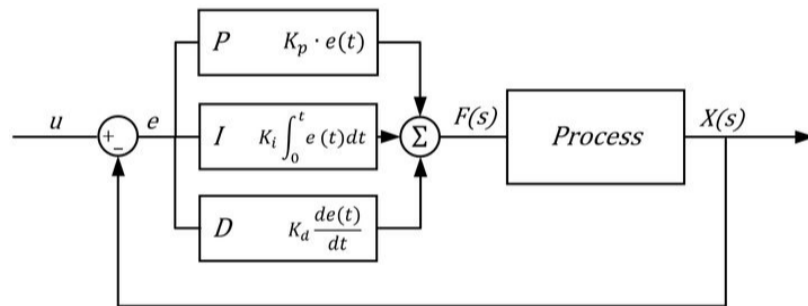 P K_p · e(t)
u + − e
I K_i ∫_0^t e (t)dt
Σ
F(s)
Process
X(s)
D K_d de(t)/dt